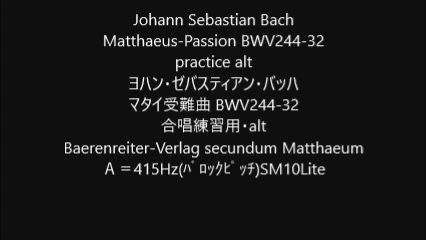 Johann Sebastian Bach
Matthaeus-Passion BWV244-32
practice alt
ヨハン・ゼバスティアン・バッハ
マタイ受難曲 BWV244-32
合唱練習用・alt
Baerenreiter-Verlag secundum Matthaeum
A =415Hz(ﾊﾞﾛｯｸﾋﾟｯﾁ)SM10Lite